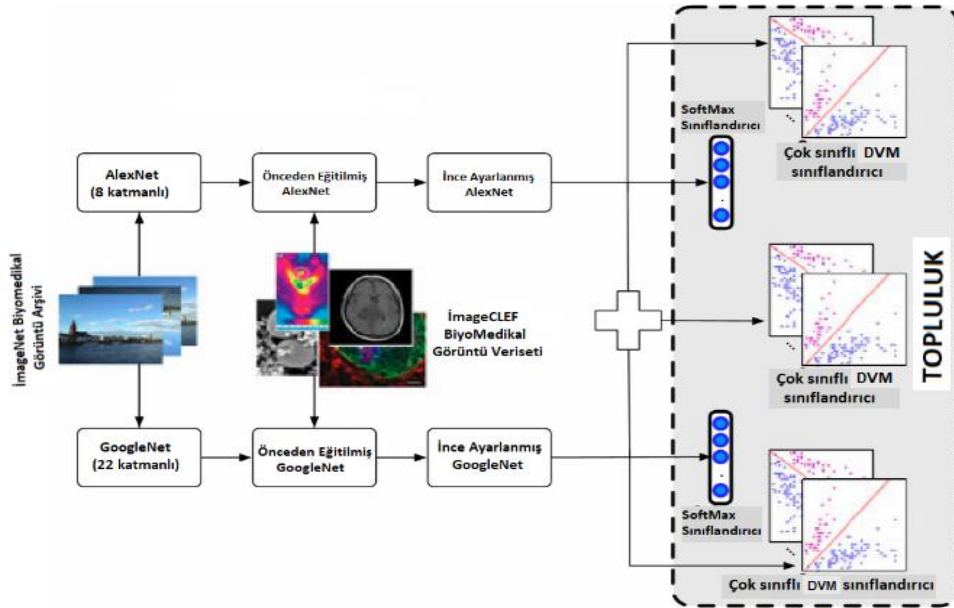 SoftMax
Sınıflandırıcı
Çok sınıflı DVM
sınıflandırıcı
AlexNet
(8 katmanlı)
Önceden Eğitilmiş
AlexNet
İnce Ayarlanmış
AlexNet
İmageNet Biyomedikal
Görüntü Arşivi
İmageCLEF
BiyoMedikal
Görüntü Veriseti
Çok sınıflı DVM
sınıflandırıcı
TOPLULUK
GoogleNet
(22 katmanlı)
Önceden Eğitilmiş
GoogleNet
İnce Ayarlanmış
GoogleNet
SoftMax
Sınıflandırıcı
Çok sınıflı DVM sınıflandırıcı